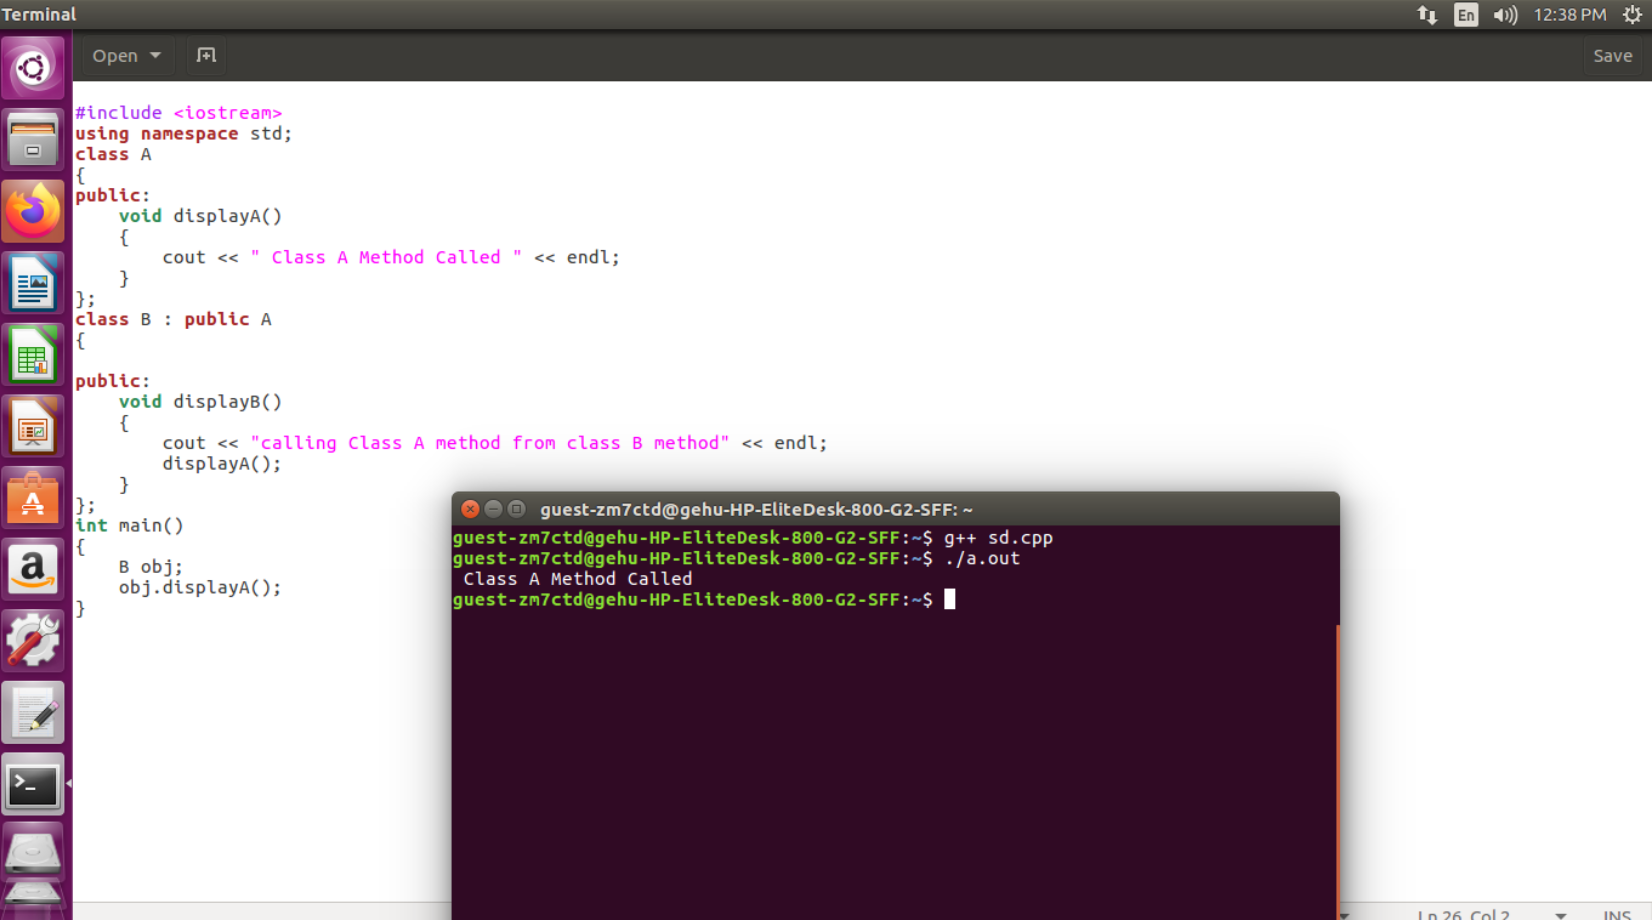 Terminal
En
12:38 PM
Open
Save
#include <iostream>
using namespace std;
class A
{
public:
    void displayA()
    {
        cout << " Class A Method Called " << endl;
    }
};
class B : public A
{
public:
    void displayB()
    {
        cout << "calling Class A method from class B method" << endl;
        displayA();
    }
};
int main()
{
    B obj;
    obj.displayA();
}
guest-zm7ctd@gehu-HP-EliteDesk-800-G2-SFF: ~
guest-zm7ctd@gehu-HP-EliteDesk-800-G2-SFF:~$ g++ sd.cpp
guest-zm7ctd@gehu-HP-EliteDesk-800-G2-SFF:~$ ./a.out
 Class A Method Called
guest-zm7ctd@gehu-HP-EliteDesk-800-G2-SFF:~$
Ln 26, Col 2
INS